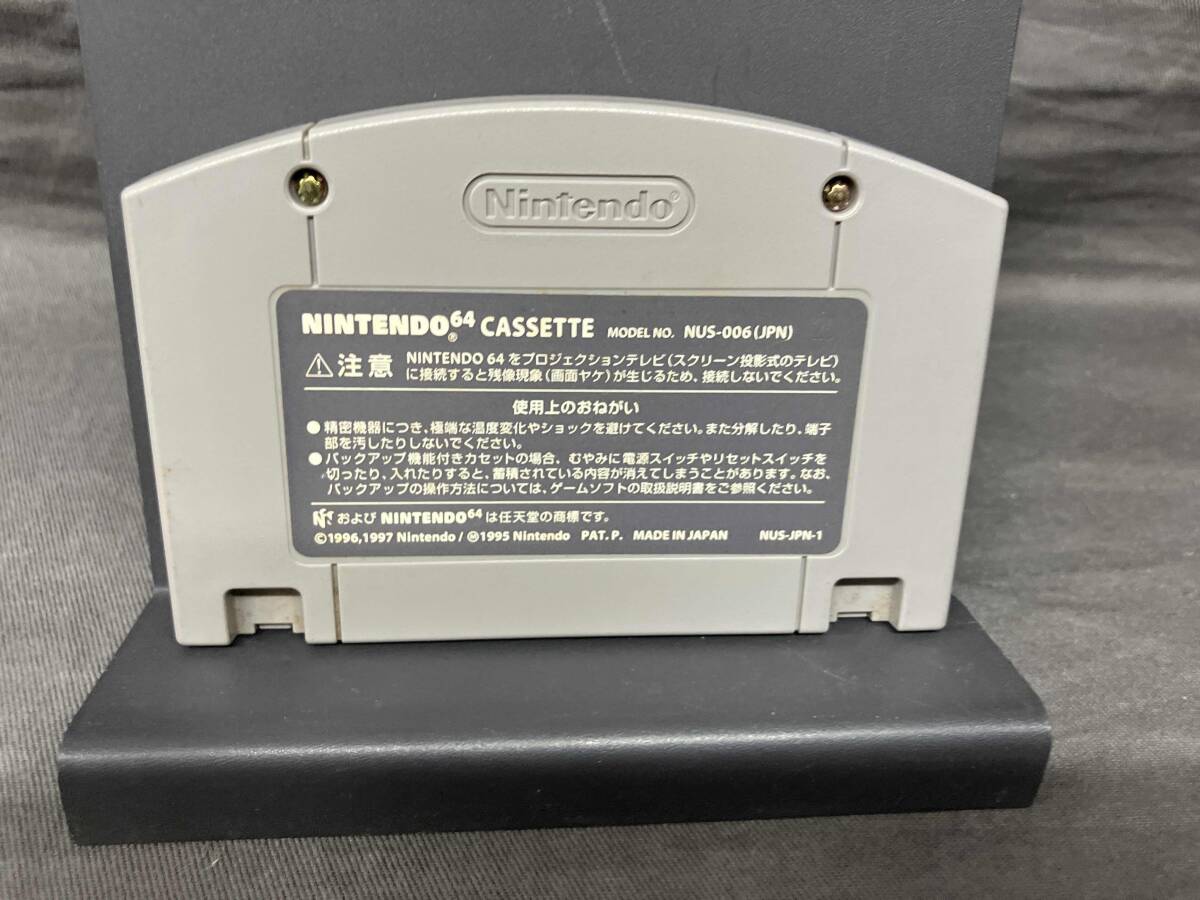 Nintendo®
NINTENDO64® CASSETTE MODEL NO. NUS-006(JPN)
⚠注意 NINTENDO 64をプロジェクションテレビ(スクリーン投影式のテレビ)
に接続すると残像現象(画面ヤケ)が生じるため、接続しないでください。
使用上のおねがい
●精密機器につき、極端な温度変化やショックを避けてください。また分解したり、端子
部を汚したりしないでください。
●バックアップ機能付きカセットの場合、むやみに電源スイッチやリセットスイッチを
切ったり、入れたりすると、蓄積されている内容が消えてしまうことがあります。なお、
バックアップの操作方法については、ゲームソフトの取扱説明書をご参照ください。
および NINTENDO64は任天堂の商標です。
©1996,1997 Nintendo/Ⓜ1995 Nintendo PAT. P. MADE IN JAPAN NUS-JPN-1